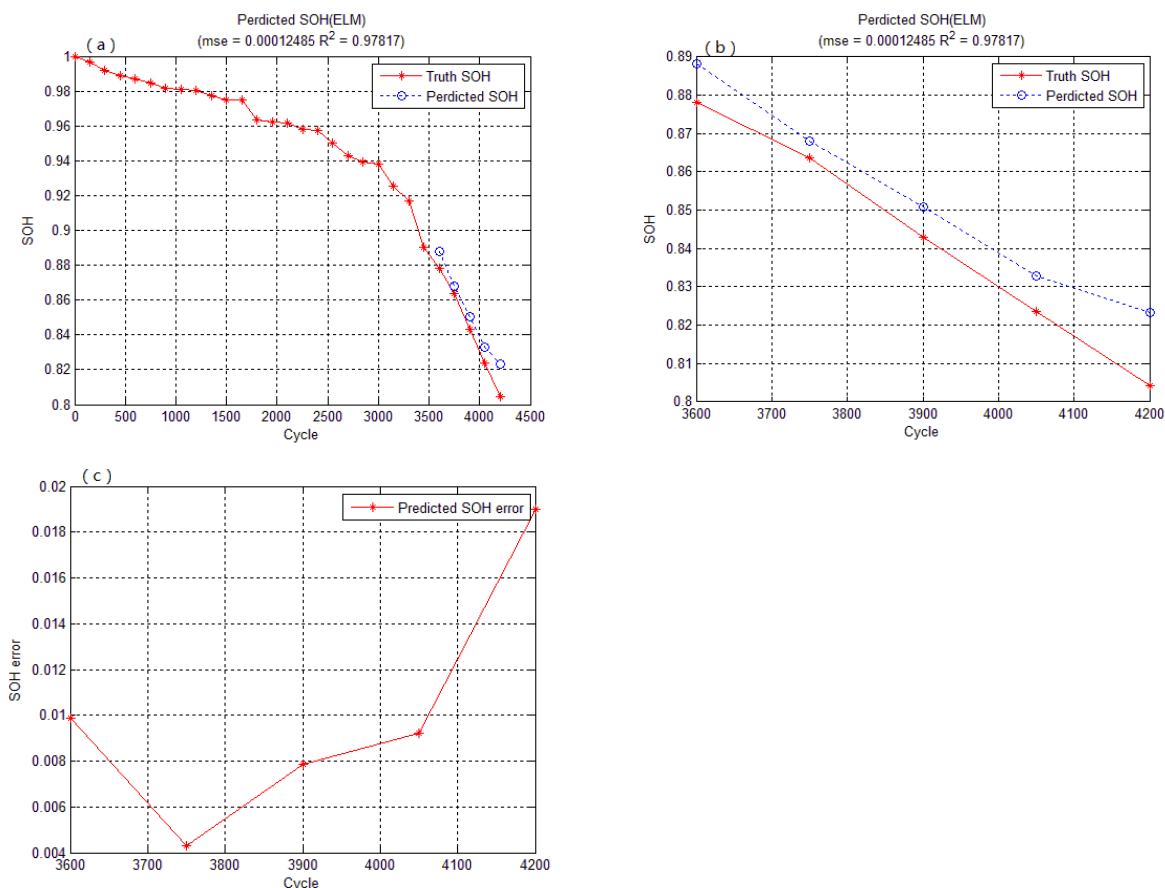 Perdicted SOH(ELM)
(mse = 0.00012485 R² = 0.97817)
( a )
Truth SOH
Perdicted SOH
1
0.98
0.96
0.94
0.92
0.9
0.88
0.86
0.84
0.82
0.8
SOH
0 500 1000 1500 2000 2500 3000 3500 4000 4500
Cycle
Perdicted SOH(ELM)
(mse = 0.00012485 R² = 0.97817)
( b )
Truth SOH
Perdicted SOH
0.89
0.88
0.87
0.86
0.85
0.84
0.83
0.82
0.81
0.8
SOH
3600 3700 3800 3900 4000 4100 4200
Cycle
( c )
Predicted SOH error
0.02
0.018
0.016
0.014
0.012
0.01
0.008
0.006
0.004
SOH error
3600 3700 3800 3900 4000 4100 4200
Cycle